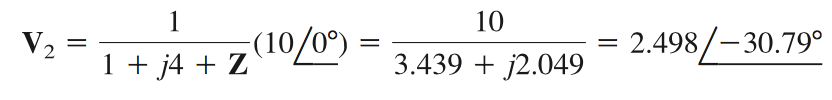 V₂ = 1 / (1 + j4 + Z) (10∠0°) = 10 / (3.439 + j2.049) = 2.498∠−30.79°